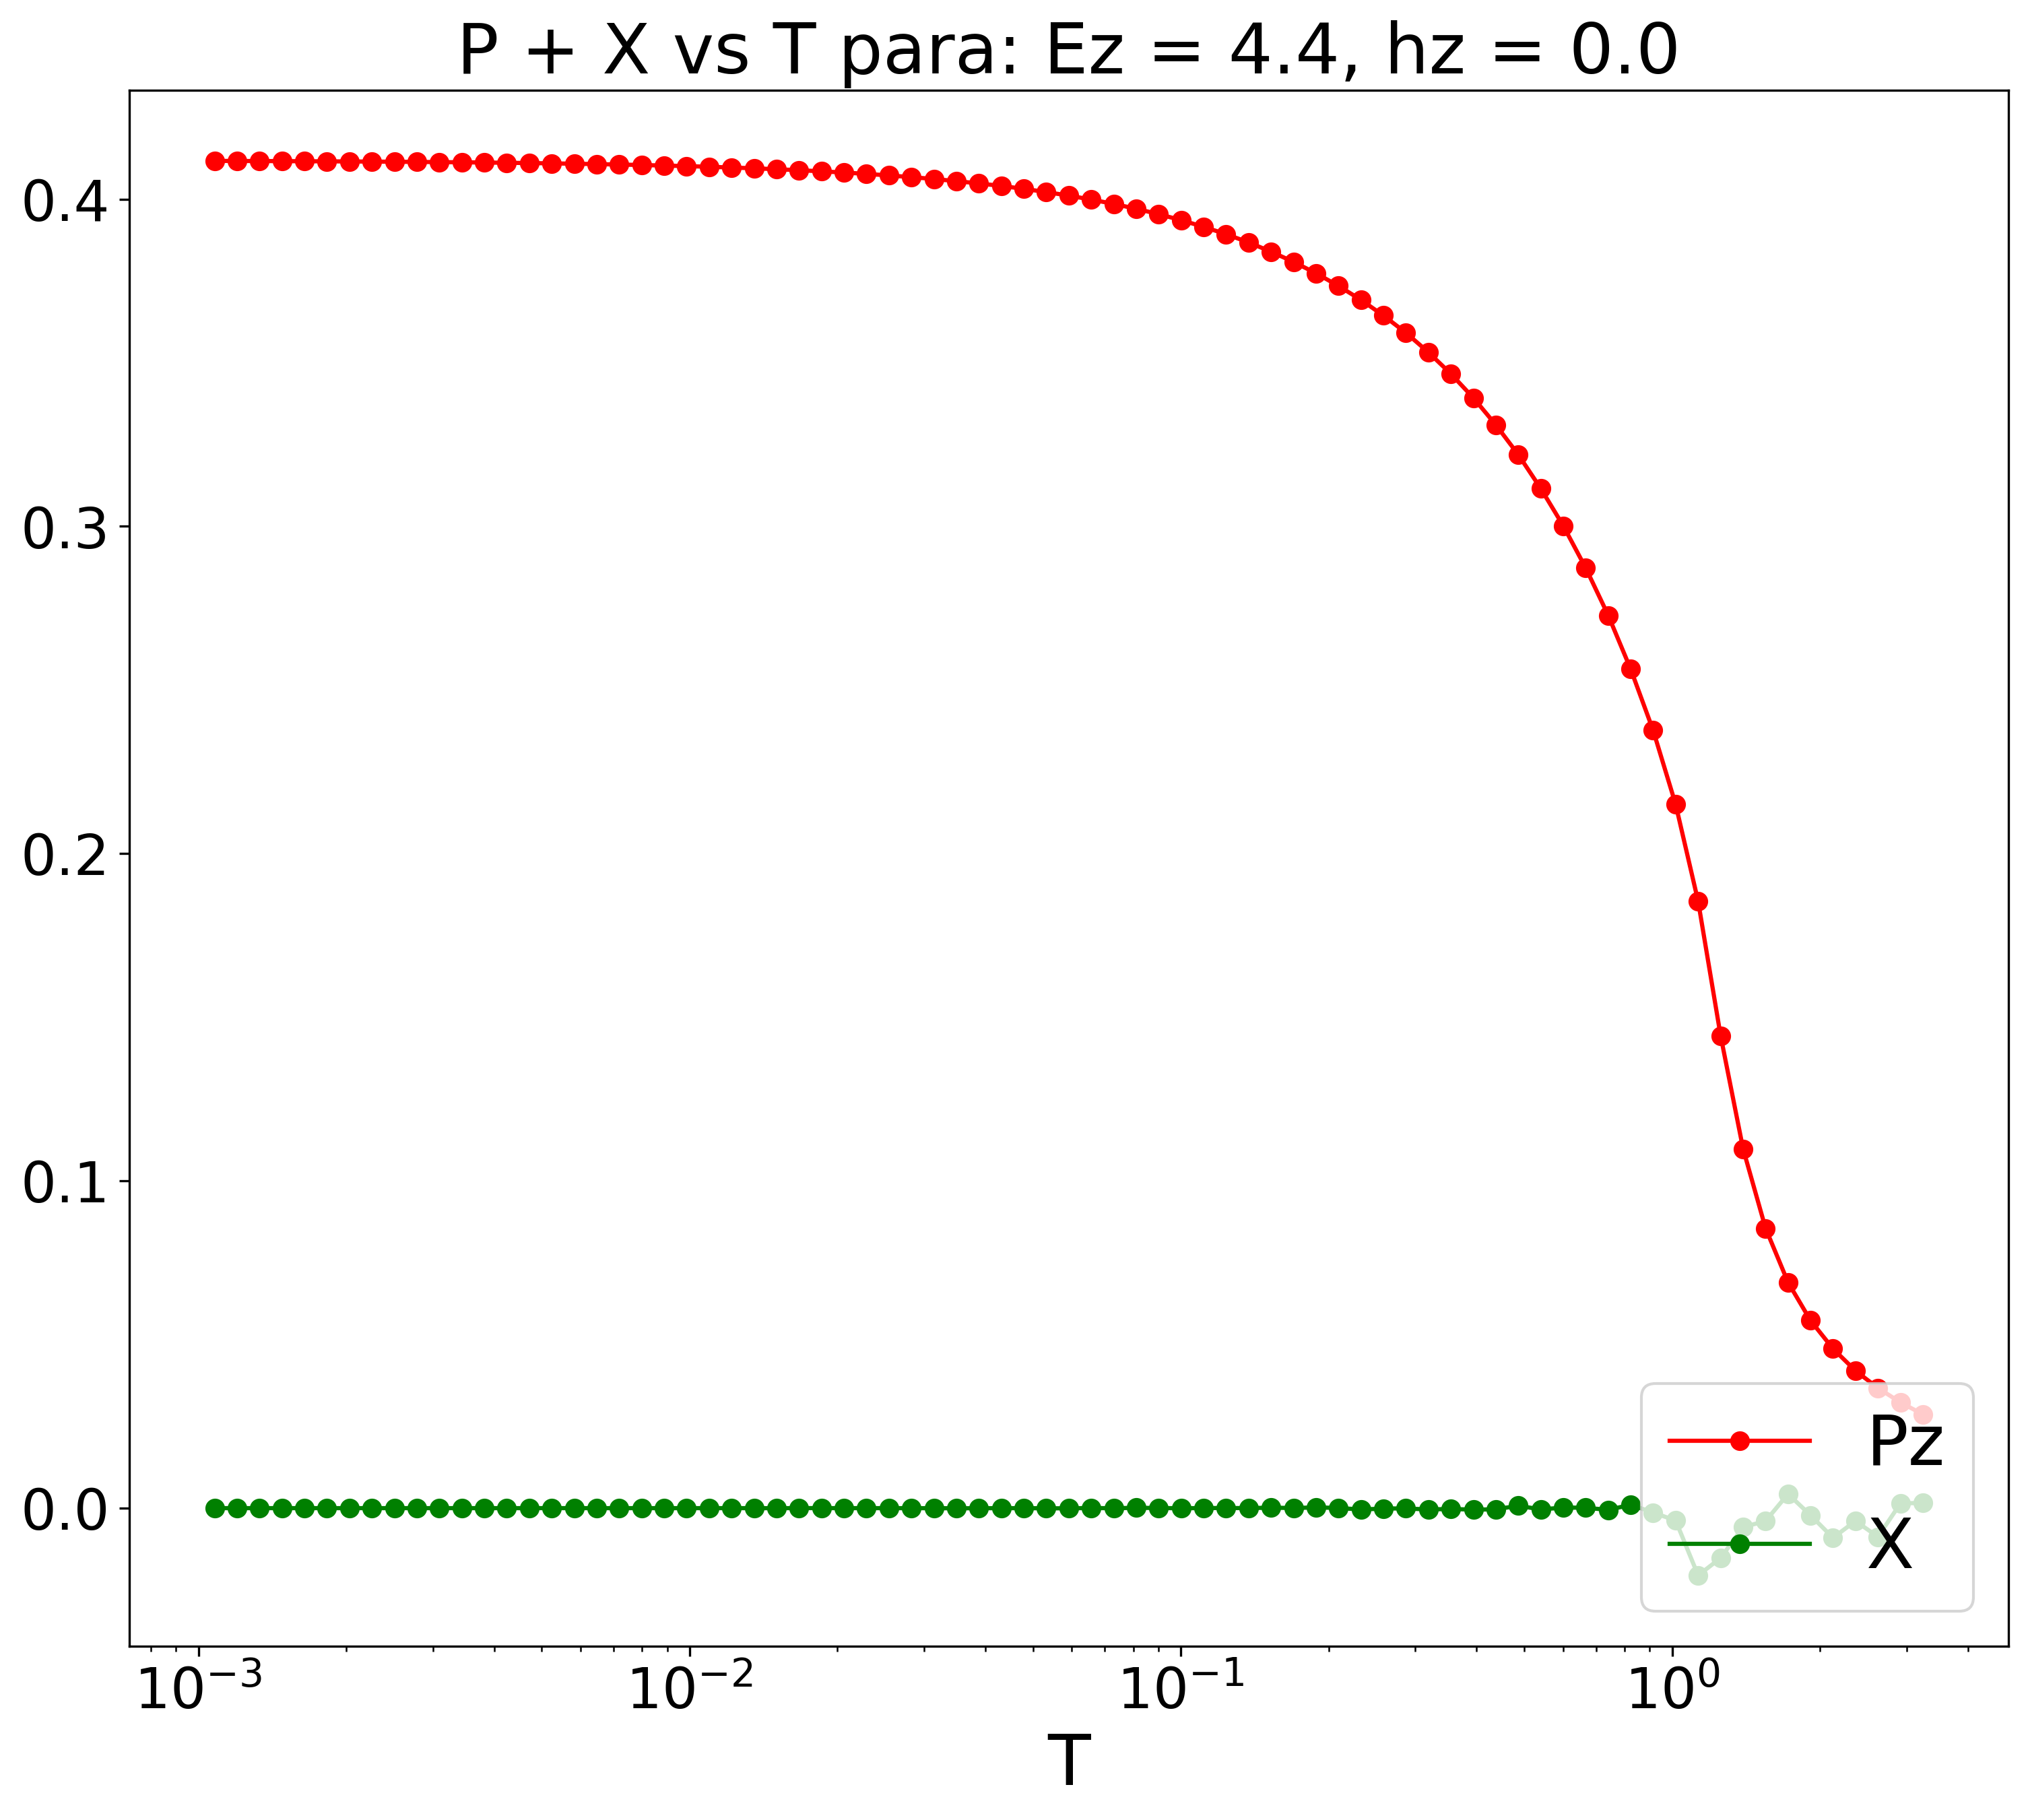 P + X vs T para: Ez = 4.4, hz = 0.0
0.4
0.3
0.2
0.1
0.0
Pz
X
10⁻³ 10⁻² 10⁻¹ 10⁰
T